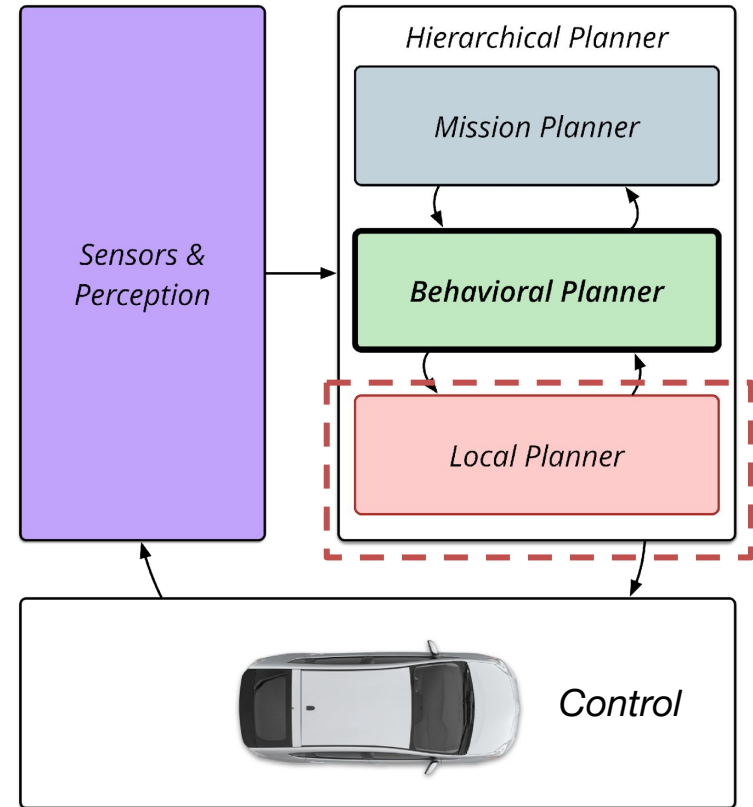 Hierarchical Planner
Mission Planner
Sensors &
Perception
Behavioral Planner
Local Planner
Control